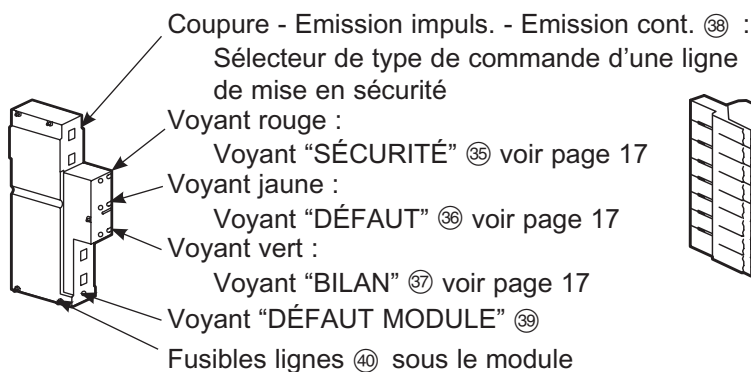 Coupure - Emission impuls. - Emission cont. ㊳ :
Sélecteur de type de commande d’une ligne
de mise en sécurité
Voyant rouge :
Voyant “SÉCURITÉ” ㉟ voir page 17
Voyant jaune :
Voyant “DÉFAUT” ㊱ voir page 17
Voyant vert :
Voyant “BILAN” ㊲ voir page 17
Voyant “DÉFAUT MODULE” ㊴
Fusibles lignes ㊵ sous le module